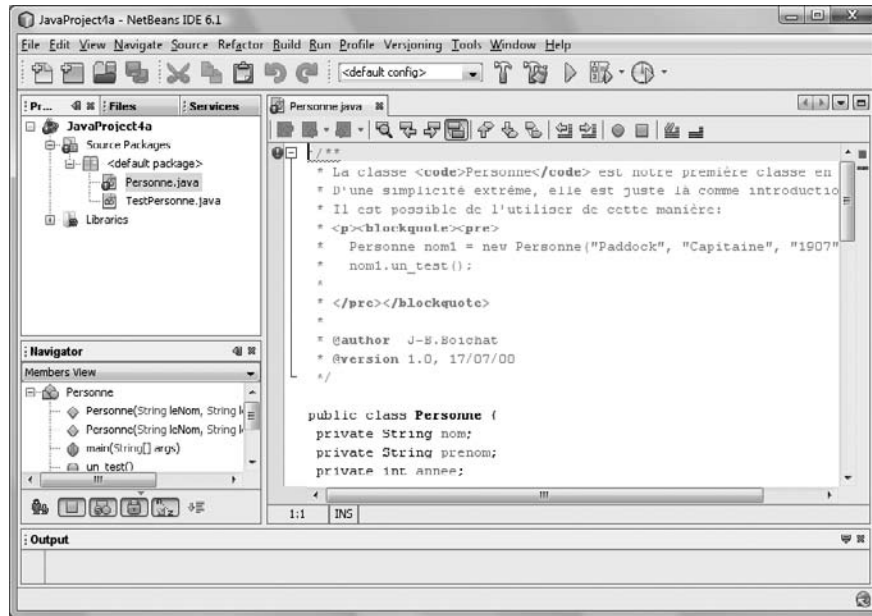 JavaProject4a - NetBeans IDE 6.1
File Edit View Navigate Source Refactor Build Run Profile Versioning Tools Window Help
<default config>
Pr... Files Services
JavaProject4a
Source Packages
<default package>
Personne.java
TestPersonne.java
Libraries
Navigator
Members View
Personne
Personne(String leNom, String l
Personne(String leNom, String l
main(String[] args)
un_test()
Personne.java
/**
* La classe <code>Personne</code> est notre première classe en
* D'une simplicité extrême, elle est juste là comme introductio
* Il est possible de l'utiliser de cette manière:
* <p><blockquote><pre>
*   Personne nom1 = new Personne("Paddock", "Capitaine", "1907"
*   nom1.un_test();
*
* </pre></blockquote>
*
* @author  J-B.Boichat
* @version 1.0, 17/07/00
*/
public class Personne {
private String nom;
private String prenom;
private int annee;
1:1 INS
Output